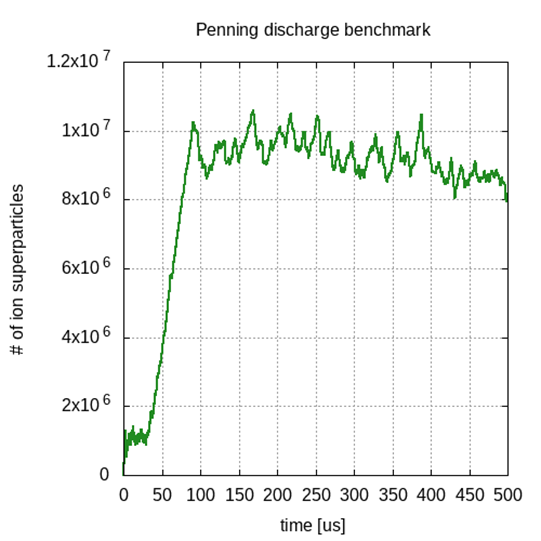 Penning discharge benchmark
1.2x10^7
1x10^7
8x10^6
6x10^6
4x10^6
2x10^6
0
# of ion superparticles
0 50 100 150 200 250 300 350 400 450 500
time [us]